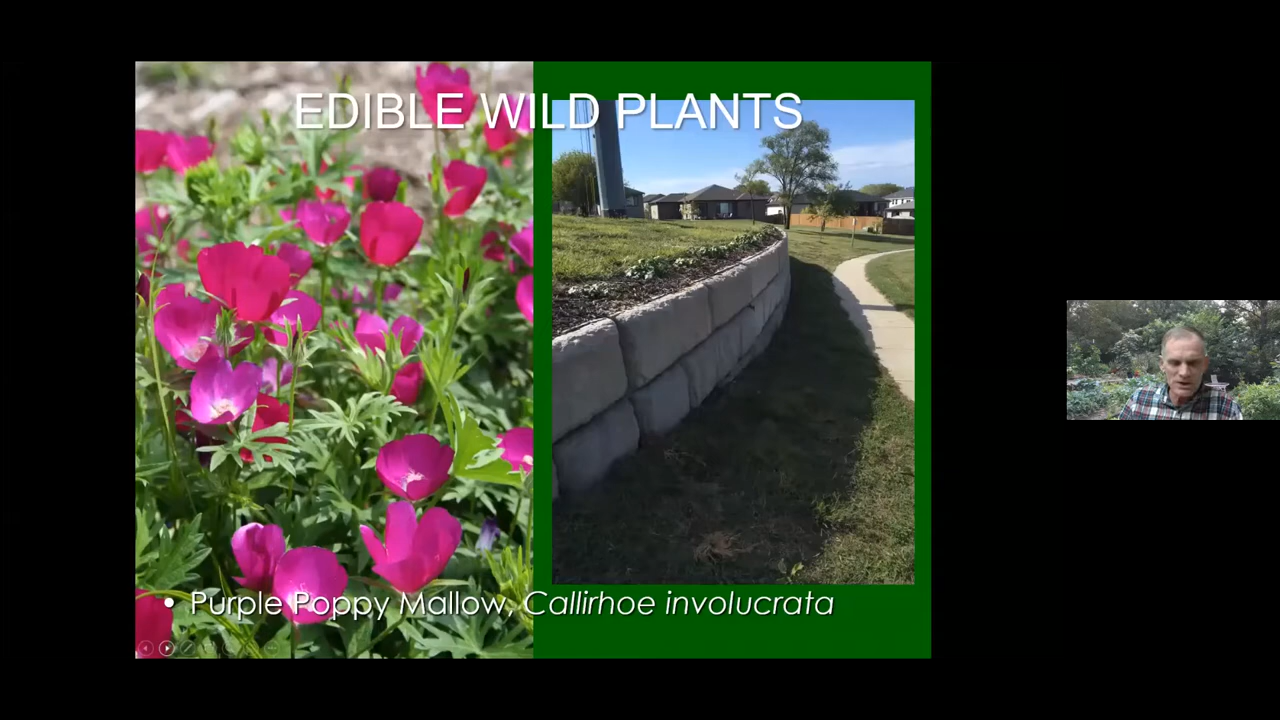 EDIBLE WILD PLANTS
• Purple Poppy Mallow, Callirhoe involucrata